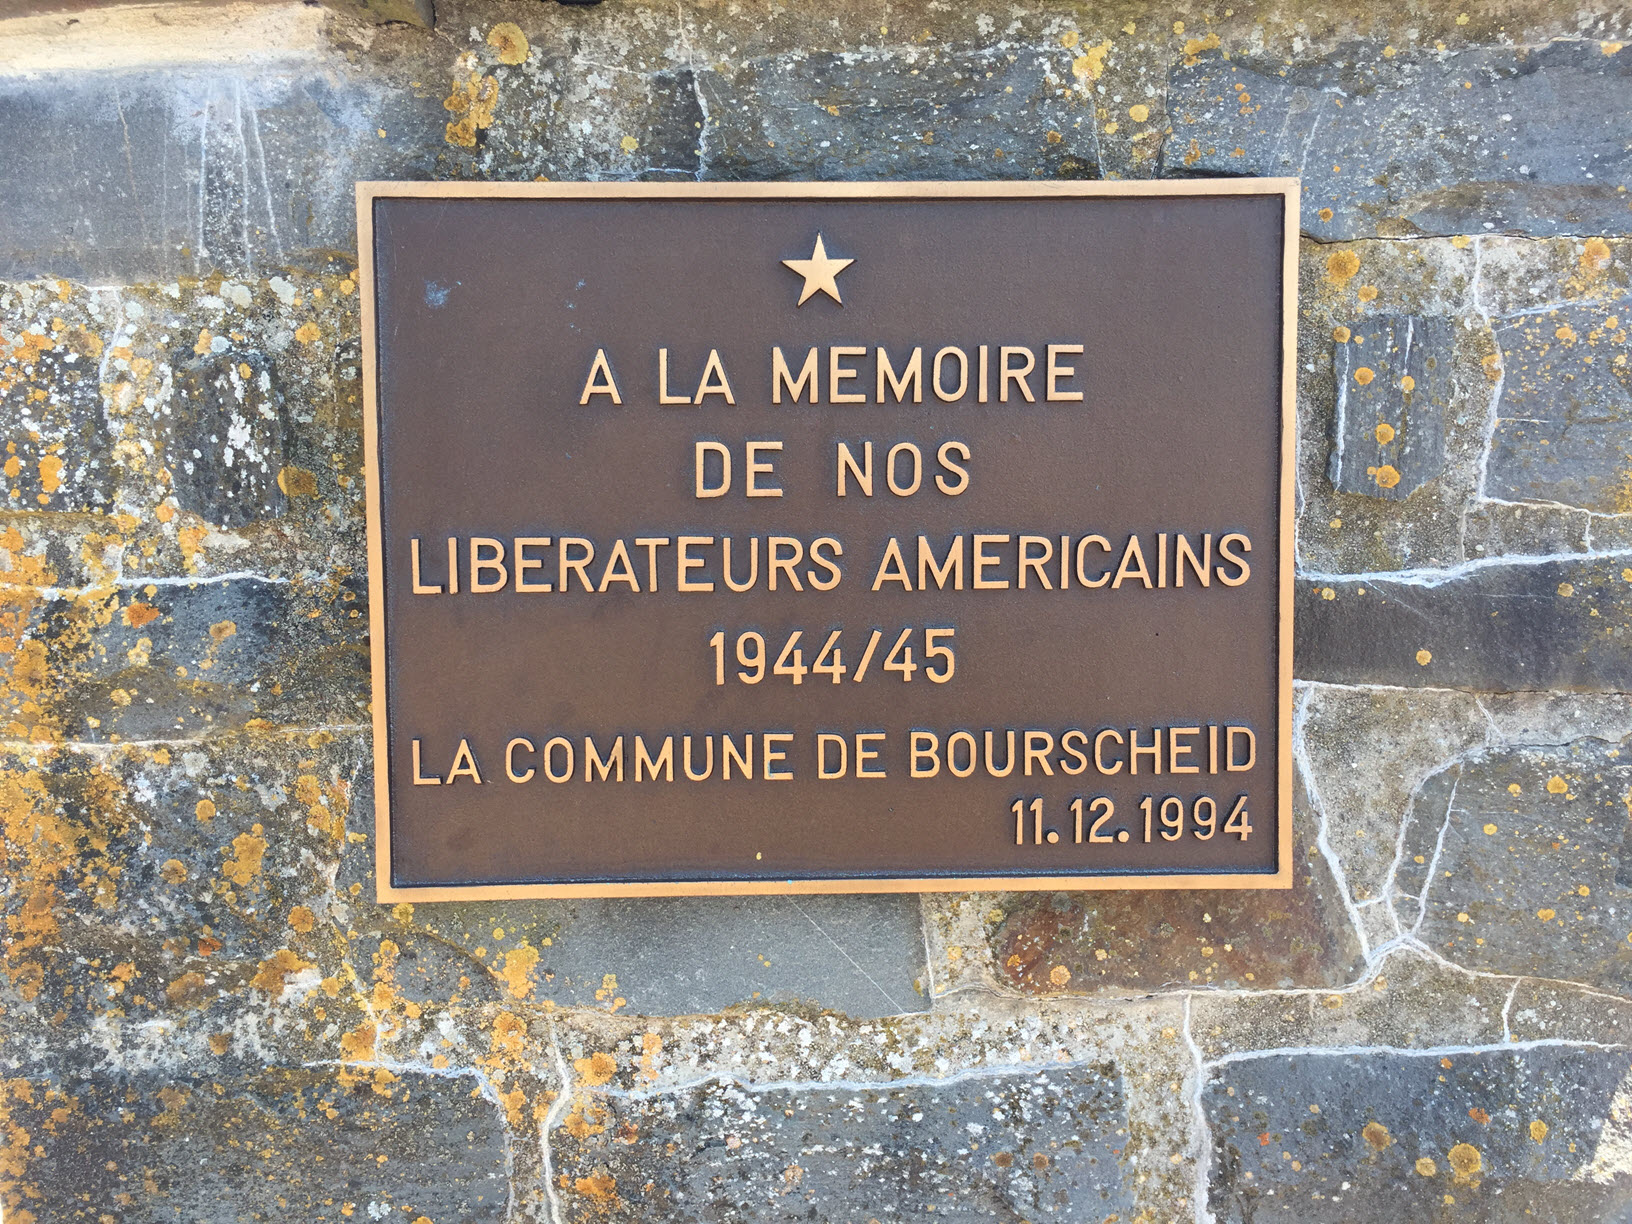 A LA MEMOIRE
DE NOS
LIBERATEURS AMERICAINS
1944/45
LA COMMUNE DE BOURSCHEID
11.12.1994